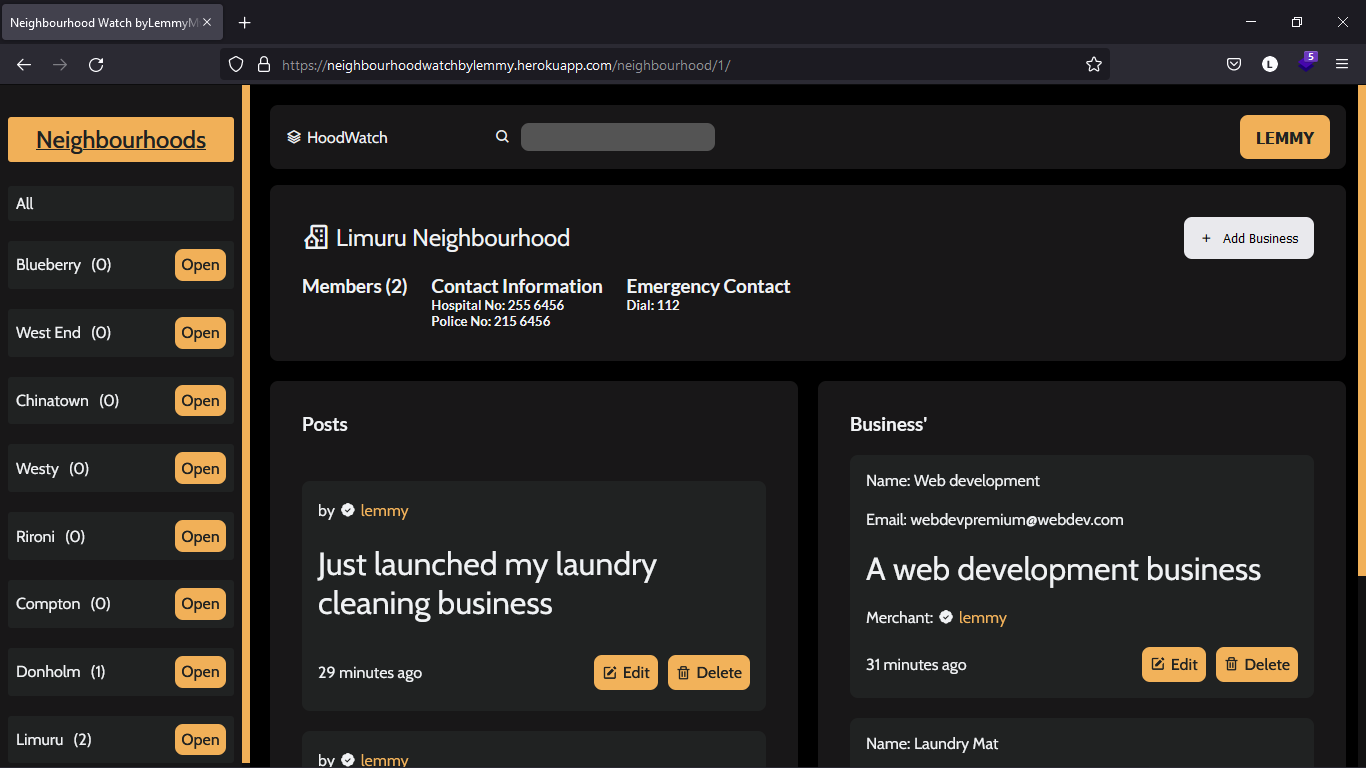 Neighbourhood Watch byLemmyM
https://neighbourhoodwatchbylemmy.herokuapp.com/neighbourhood/1/
L
5
Neighbourhoods
All
Blueberry (0) Open
West End (0) Open
Chinatown (0) Open
Westy (0) Open
Rironi (0) Open
Compton (0) Open
Donholm (1) Open
Limuru (2) Open
HoodWatch
LEMMY
Limuru Neighbourhood
+ Add Business
Members (2)
Contact Information
Hospital No: 255 6456
Police No: 215 6456
Emergency Contact
Dial: 112
Posts
by lemmy
Just launched my laundry
cleaning business
29 minutes ago
Edit
Delete
by lemmy
Business'
Name: Web development
Email: webdevpremium@webdev.com
A web development business
Merchant: lemmy
31 minutes ago
Edit
Delete
Name: Laundry Mat